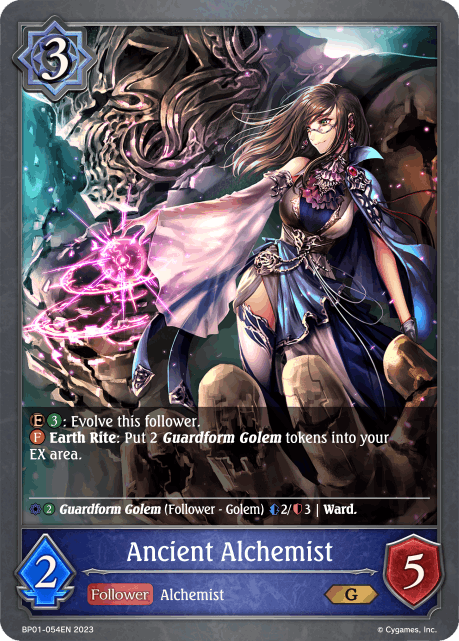 3
E 3 : Evolve this follower.
F Earth Rite: Put 2 Guardform Golem tokens into your
EX area.
2 Guardform Golem (Follower - Golem) 2/ 3 | Ward.
Ancient Alchemist
2
Follower Alchemist
G
5
BP01-054EN 2023
© Cygames, Inc.